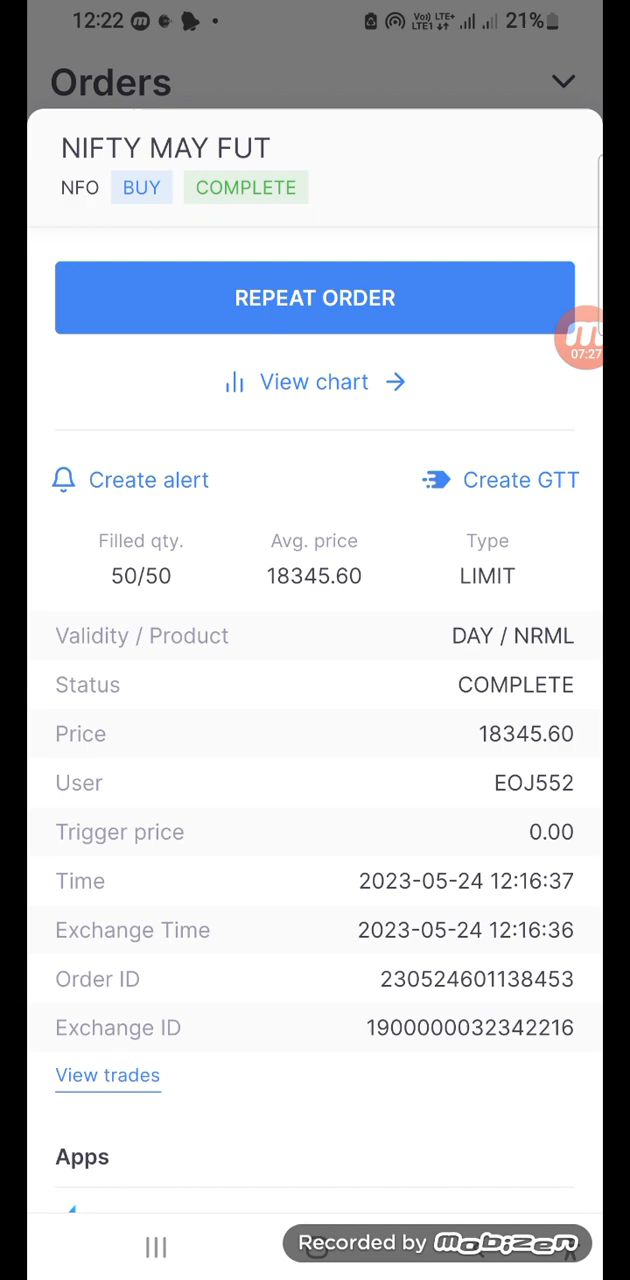 12:22 Vo) LTE+ LTE1 21%
Orders
NIFTY MAY FUT
NFO BUY COMPLETE
REPEAT ORDER
07:27
View chart
Create alert Create GTT
Filled qty. Avg. price Type
50/50 18345.60 LIMIT
Validity / Product DAY / NRML
Status COMPLETE
Price 18345.60
User EOJ552
Trigger price 0.00
Time 2023-05-24 12:16:37
Exchange Time 2023-05-24 12:16:36
Order ID 230524601138453
Exchange ID 1900000032342216
View trades
Apps
Recorded by mobizen